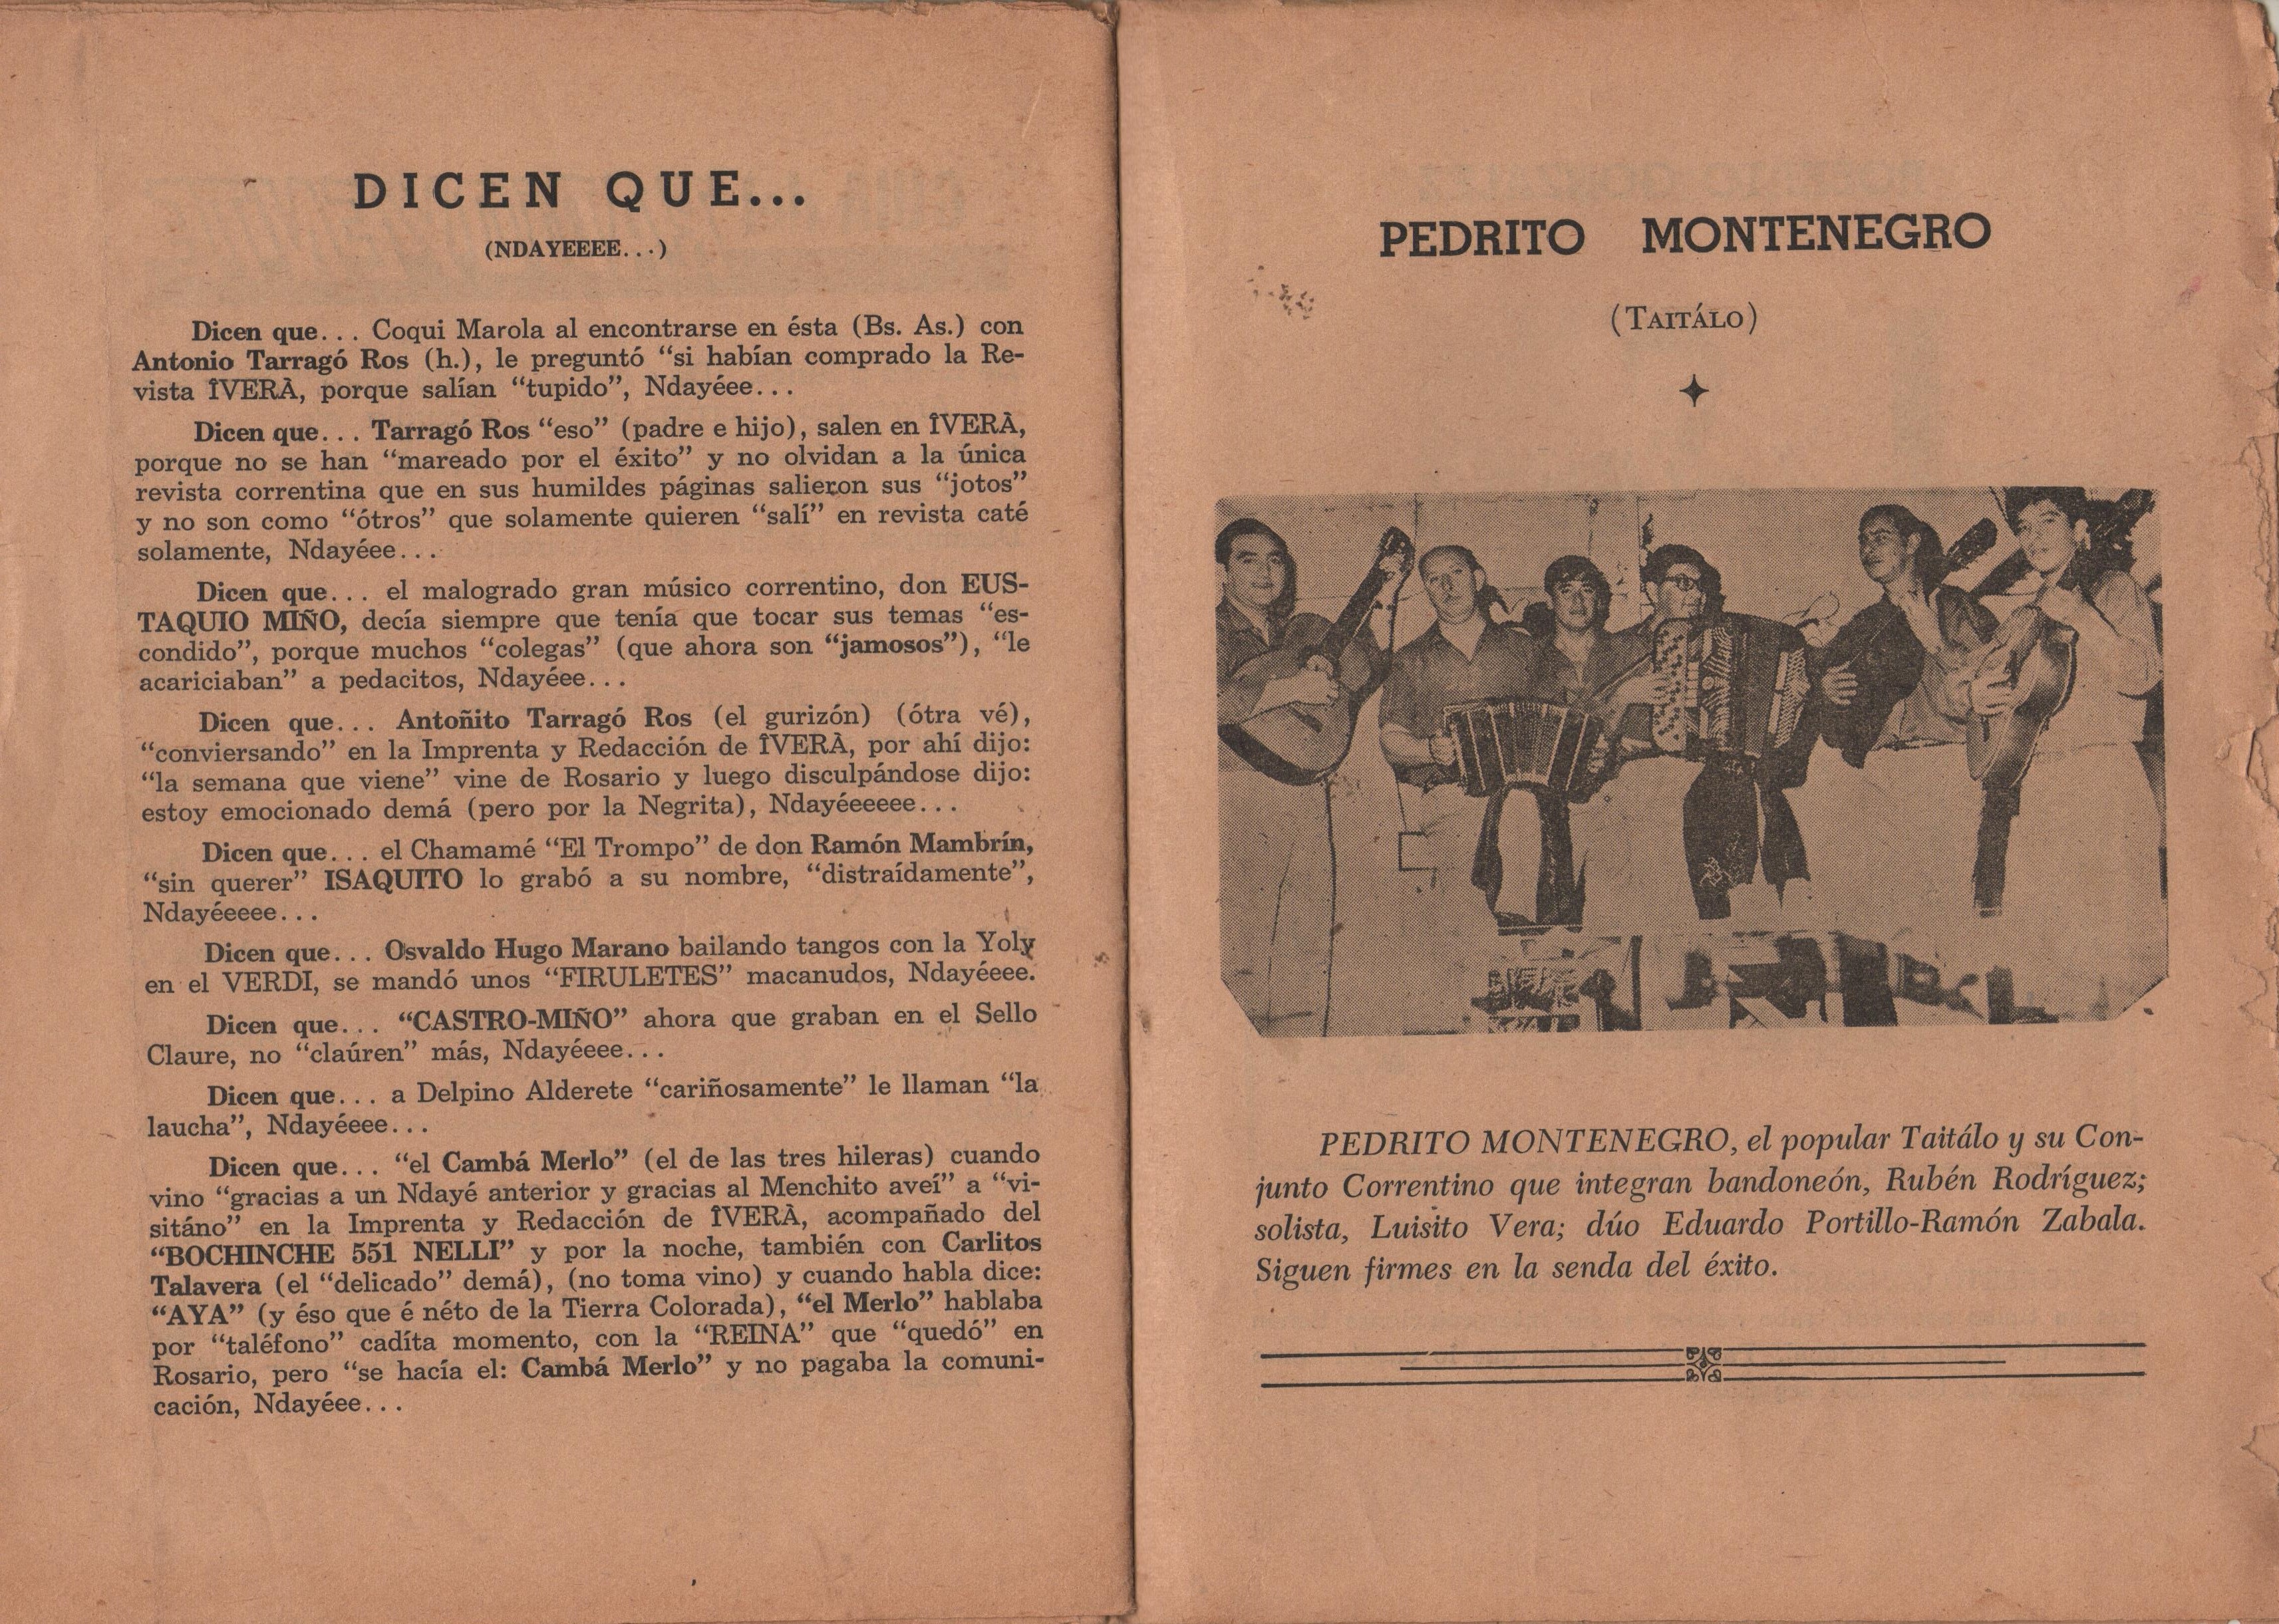 DICEN QUE...
(NDAYEEEE...)
Dicen que... Coqui Marola al encontrarse en ésta (Bs. As.) con
Antonio Tarragó Ros (h.), le preguntó “si habían comprado la Re-
vista ÎVERÀ, porque salían “tupido”, Ndayéee...
Dicen que... Tarragó Ros “eso” (padre e hijo), salen en ÎVERÀ,
porque no se han “mareado por el éxito” y no olvidan a la única
revista correntina que en sus humildes páginas salieron sus “jotos”
y no son como “ótros” que solamente quieren “salí” en revista caté
solamente, Ndayéee...
Dicen que... el malogrado gran músico correntino, don EUS-
TAQUIO MIÑO, decía siempre que tenía que tocar sus temas “es-
condido”, porque muchos “colegas” (que ahora son “jamosos”), “le
acariciaban” a pedacitos, Ndayéee...
Dicen que... Antoñito Tarragó Ros (el gurizón) (ótra vé),
“conviersando” en la Imprenta y Redacción de ÎVERÀ, por ahí dijo:
“la semana que viene” vine de Rosario y luego disculpándose dijo:
estoy emocionado demá (pero por la Negrita), Ndayéeeeee...
Dicen que... el Chamamé “El Trompo” de don Ramón Mambrín,
“sin querer” ISAQUITO lo grabó a su nombre, “distraídamente”,
Ndayéeeee...
Dicen que... Osvaldo Hugo Marano bailando tangos con la Yoly
en el VERDI, se mandó unos “FIRULETES” macanudos, Ndayéeee.
Dicen que... “CASTRO-MIÑO” ahora que graban en el Sello
Claure, no “claúren” más, Ndayéeee...
Dicen que... a Delpino Alderete “cariñosamente” le llaman “la
laucha”, Ndayéeee...
Dicen que... “el Cambá Merlo” (el de las tres hileras) cuando
vino “gracias a un Ndayé anterior y gracias al Menchito aveí” a “vi-
sitáno” en la Imprenta y Redacción de ÎVERÀ, acompañado del
“BOCHINCHE 551 NELLI” y por la noche, también con Carlitos
Talavera (el “delicado” demá), (no toma vino) y cuando habla dice:
“AYA” (y éso que é néto de la Tierra Colorada), “el Merlo” hablaba
por “taléfono” cadíta momento, con la “REINA” que “quedó” en
Rosario, pero “se hacía el: Cambá Merlo” y no pagaba la comuni-
cación, Ndayéee...
PEDRITO MONTENEGRO
(TAITÁLO)
PEDRITO MONTENEGRO, el popular Taitálo y su Con-
junto Correntino que integran bandoneón, Rubén Rodríguez;
solista, Luisito Vera; dúo Eduardo Portillo-Ramón Zabala.
Siguen firmes en la senda del éxito.